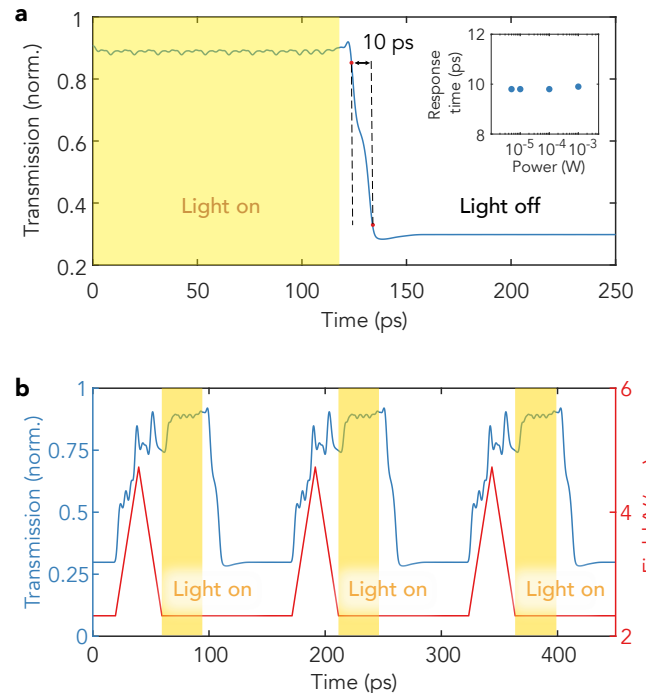 a
Transmission (norm.)
1
0.8
0.6
0.4
0.2
10 ps
Light on
Light off
Response
time (ps)
12
10
8
10-5 10-4 10-3
Power (W)
0 50 100 150 200 250
Time (ps)
b
Transmission (norm.)
1
0.75
0.5
0.25
0
6
4
2
Light on Light on Light on
0 100 200 300 400
Time (ps)